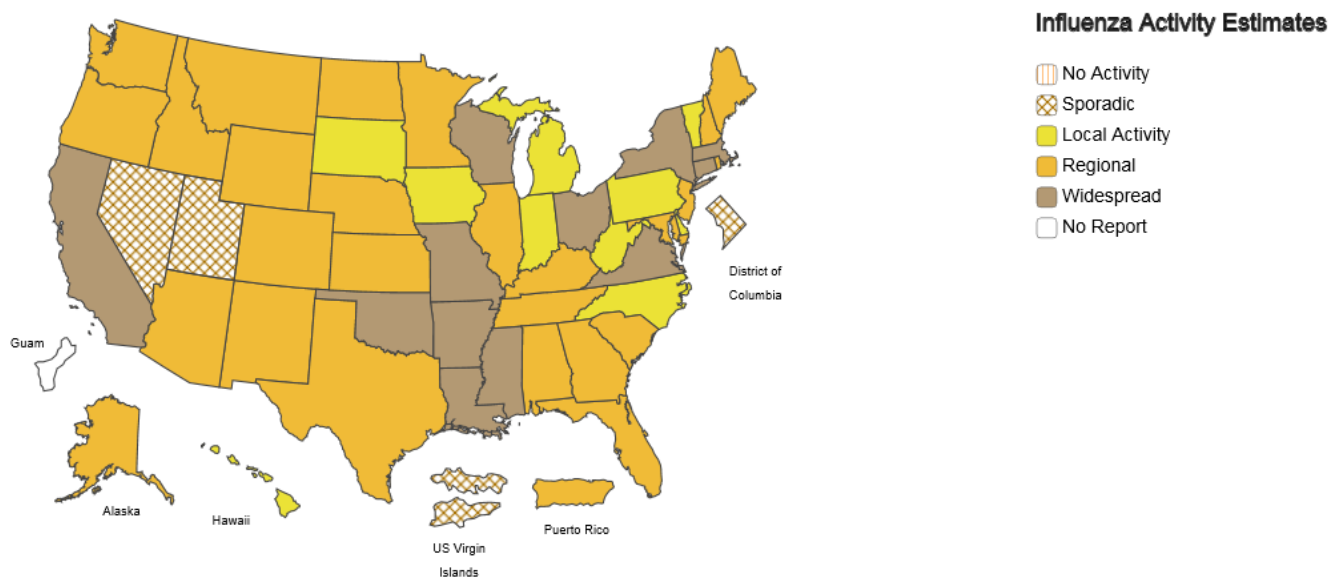 Influenza Activity Estimates
No Activity
Sporadic
Local Activity
Regional
Widespread
No Report
District of
Columbia
Guam
Alaska
Hawaii
US Virgin
Islands
Puerto Rico